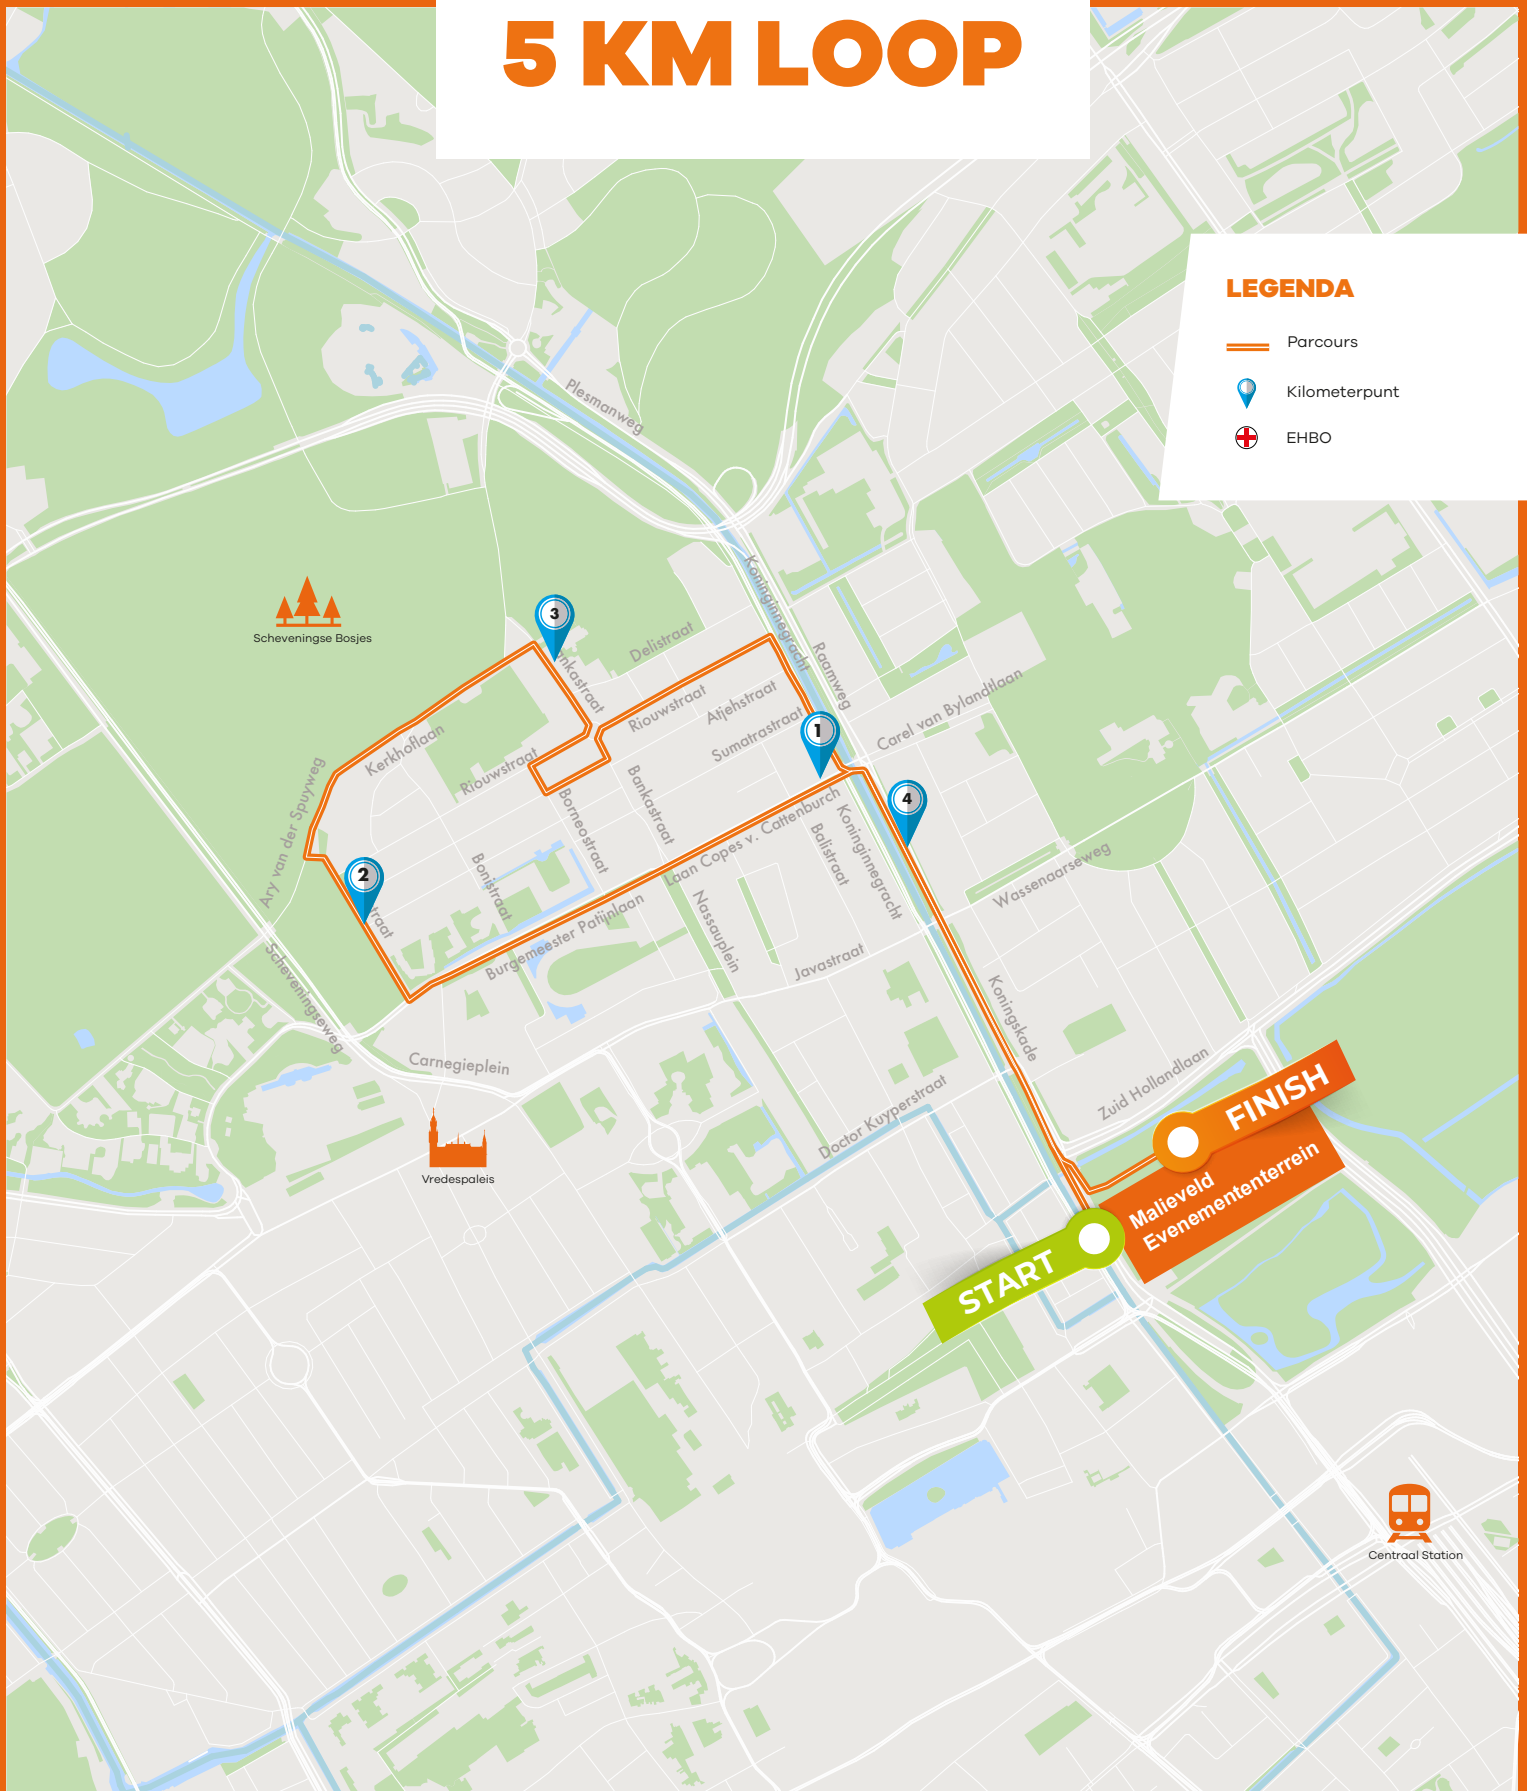 5 KM LOOP
LEGENDA
Parcours
Kilometerpunt
EHBO
Plesmanweg
Koninginnegracht
Raamweg
Scheveningse Bosjes
3
nkastraat
Delistraat
Riouwstraat
Atjehstraat
Sumatrastraat
1
Carel van Bylandtlaan
Kerkhoflaan
Riouwstraat
Ary van der Spuyweg
Bankastraat
Borneostraat
4
Laan Copes v. Cattenburch
Balistraat
Koninginnegracht
Wassenaarseweg
2
traat
Bonistraat
Burgemeester Patijnlaan
Nassauplein
Javastraat
Scheveningseweg
Koningskade
Carnegieplein
Zuid Hollandlaan
Doctor Kuyperstraat
Vredespaleis
FINISH
Malieveld
Evenemententerrein
START
Centraal Station